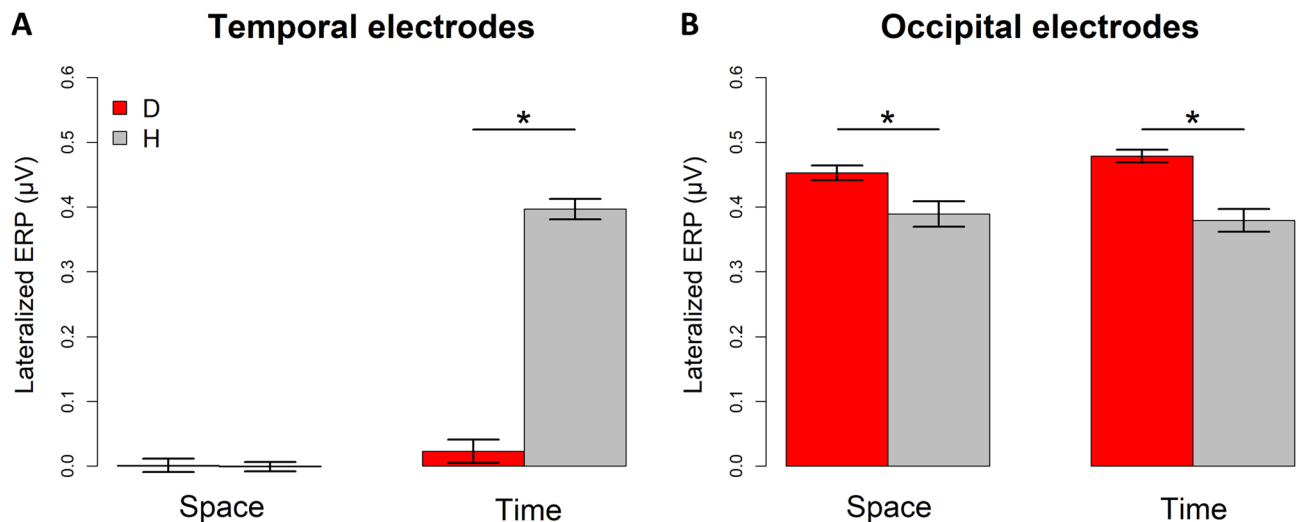 A Temporal electrodes
Lateralized ERP (µV)
0.6
0.5
0.4
0.3
0.2
0.1
0.0
D
H
*
Space Time
B Occipital electrodes
Lateralized ERP (µV)
0.6
0.5
0.4
0.3
0.2
0.1
0.0
* *
Space Time